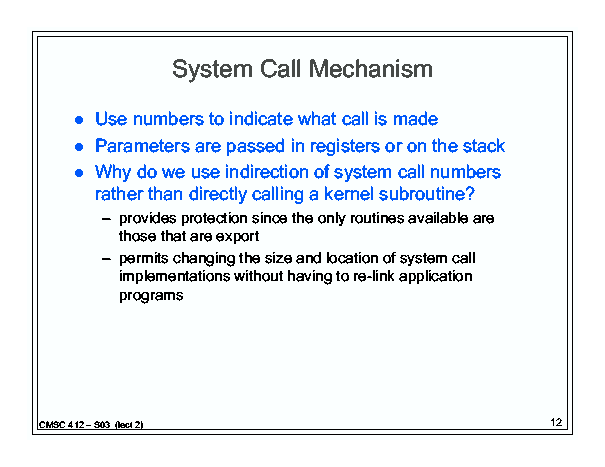 System Call Mechanism
● Use numbers to indicate what call is made
● Parameters are passed in registers or on the stack
● Why do we use indirection of system call numbers
rather than directly calling a kernel subroutine?
– provides protection since the only routines available are
those that are export
– permits changing the size and location of system call
implementations without having to re-link application
programs
CMSC 412 – S03 (lect 2)
12